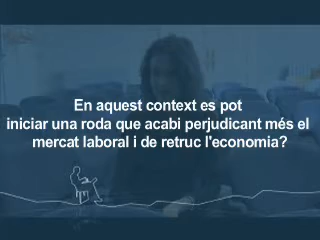 En aquest context es pot
iniciar una roda que acabi perjudicant més el
mercat laboral i de retruc l'economia?